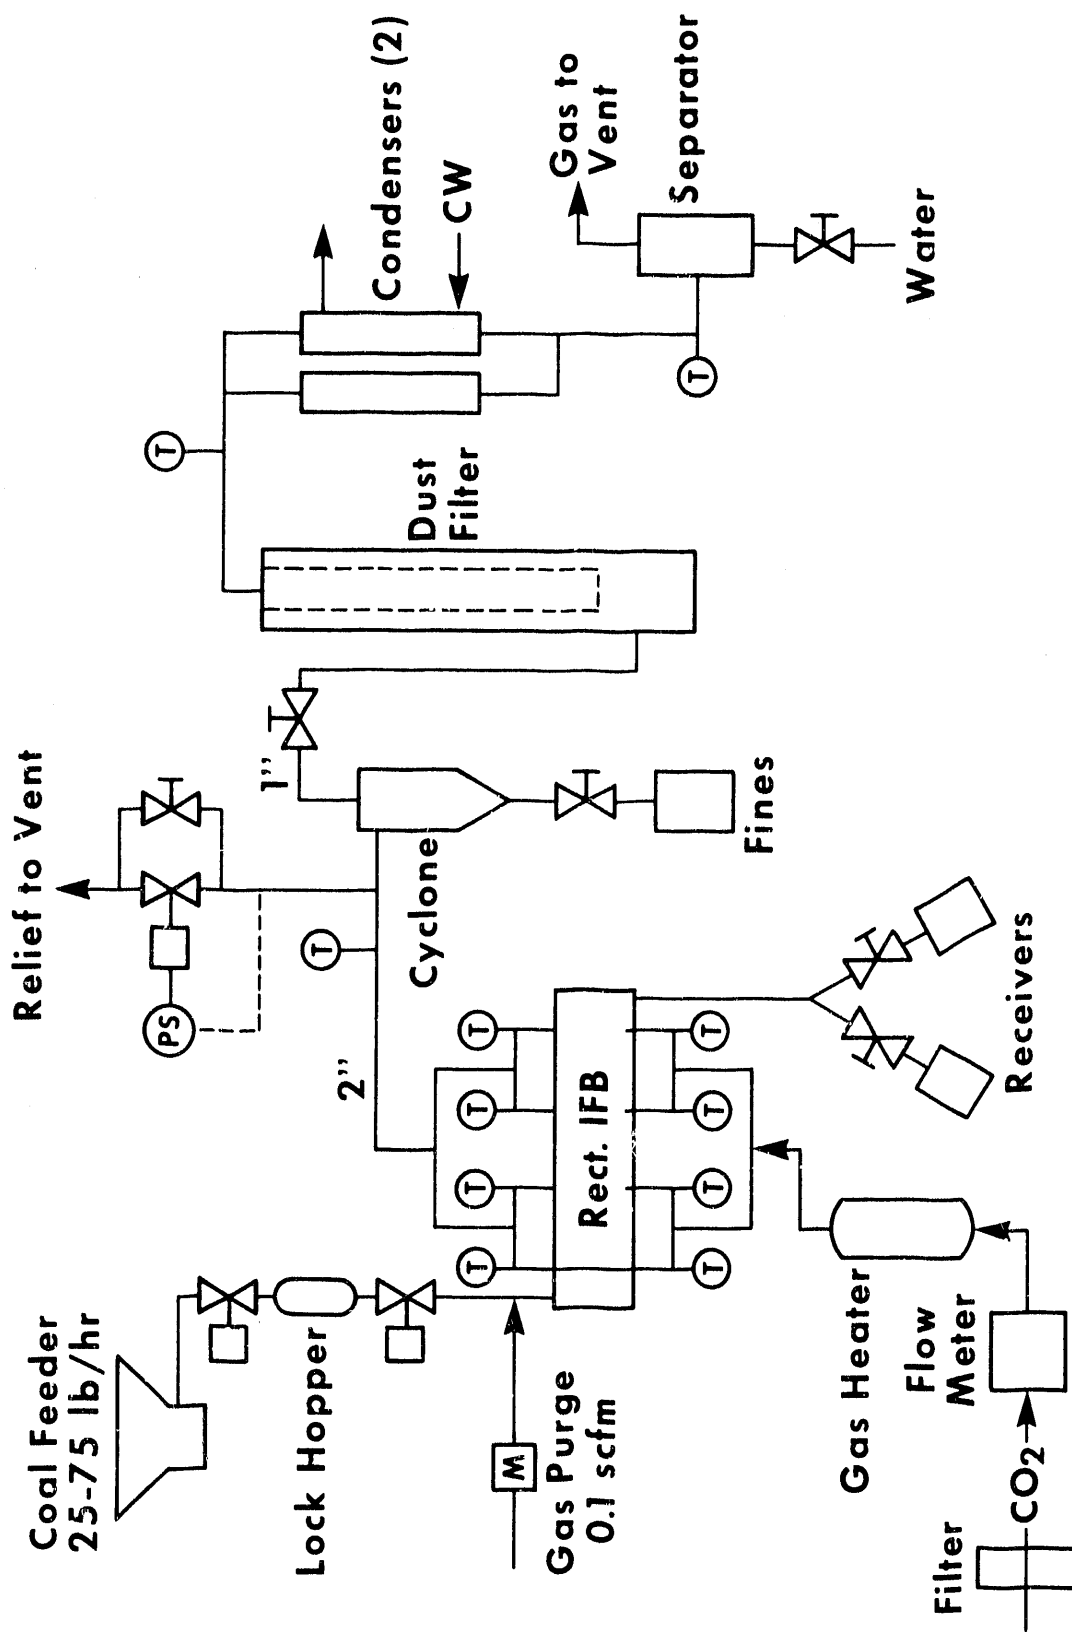 Coal Feeder
25-75 lb/hr
Lock Hopper
M
Gas Purge
0.1 scfm
Filter
CO2
Flow
Meter
Gas Heater
Rect. IFB
T
T
T
T
T
T
T
T
Receivers
2"
T
PS
Relief to Vent
Cyclone
1"
Fines
Dust
Filter
T
Condensers (2)
CW
T
Gas to
Vent
Separator
Water